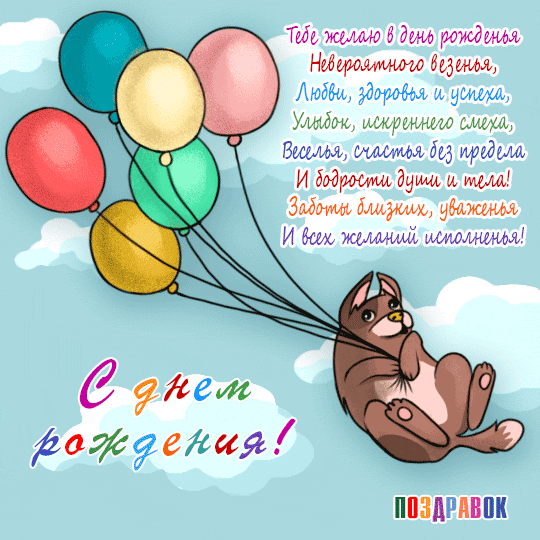 Тебе желаю в день рожденья
Невероятного везенья,
Любви, здоровья и успеха,
Улыбок, искреннего смеха,
Веселья, счастья без предела
И бодрости души и тела!
Заботы близких, уваженья
И всех желаний исполненья!
С днем
рождения!
ПОЗДРАВОК